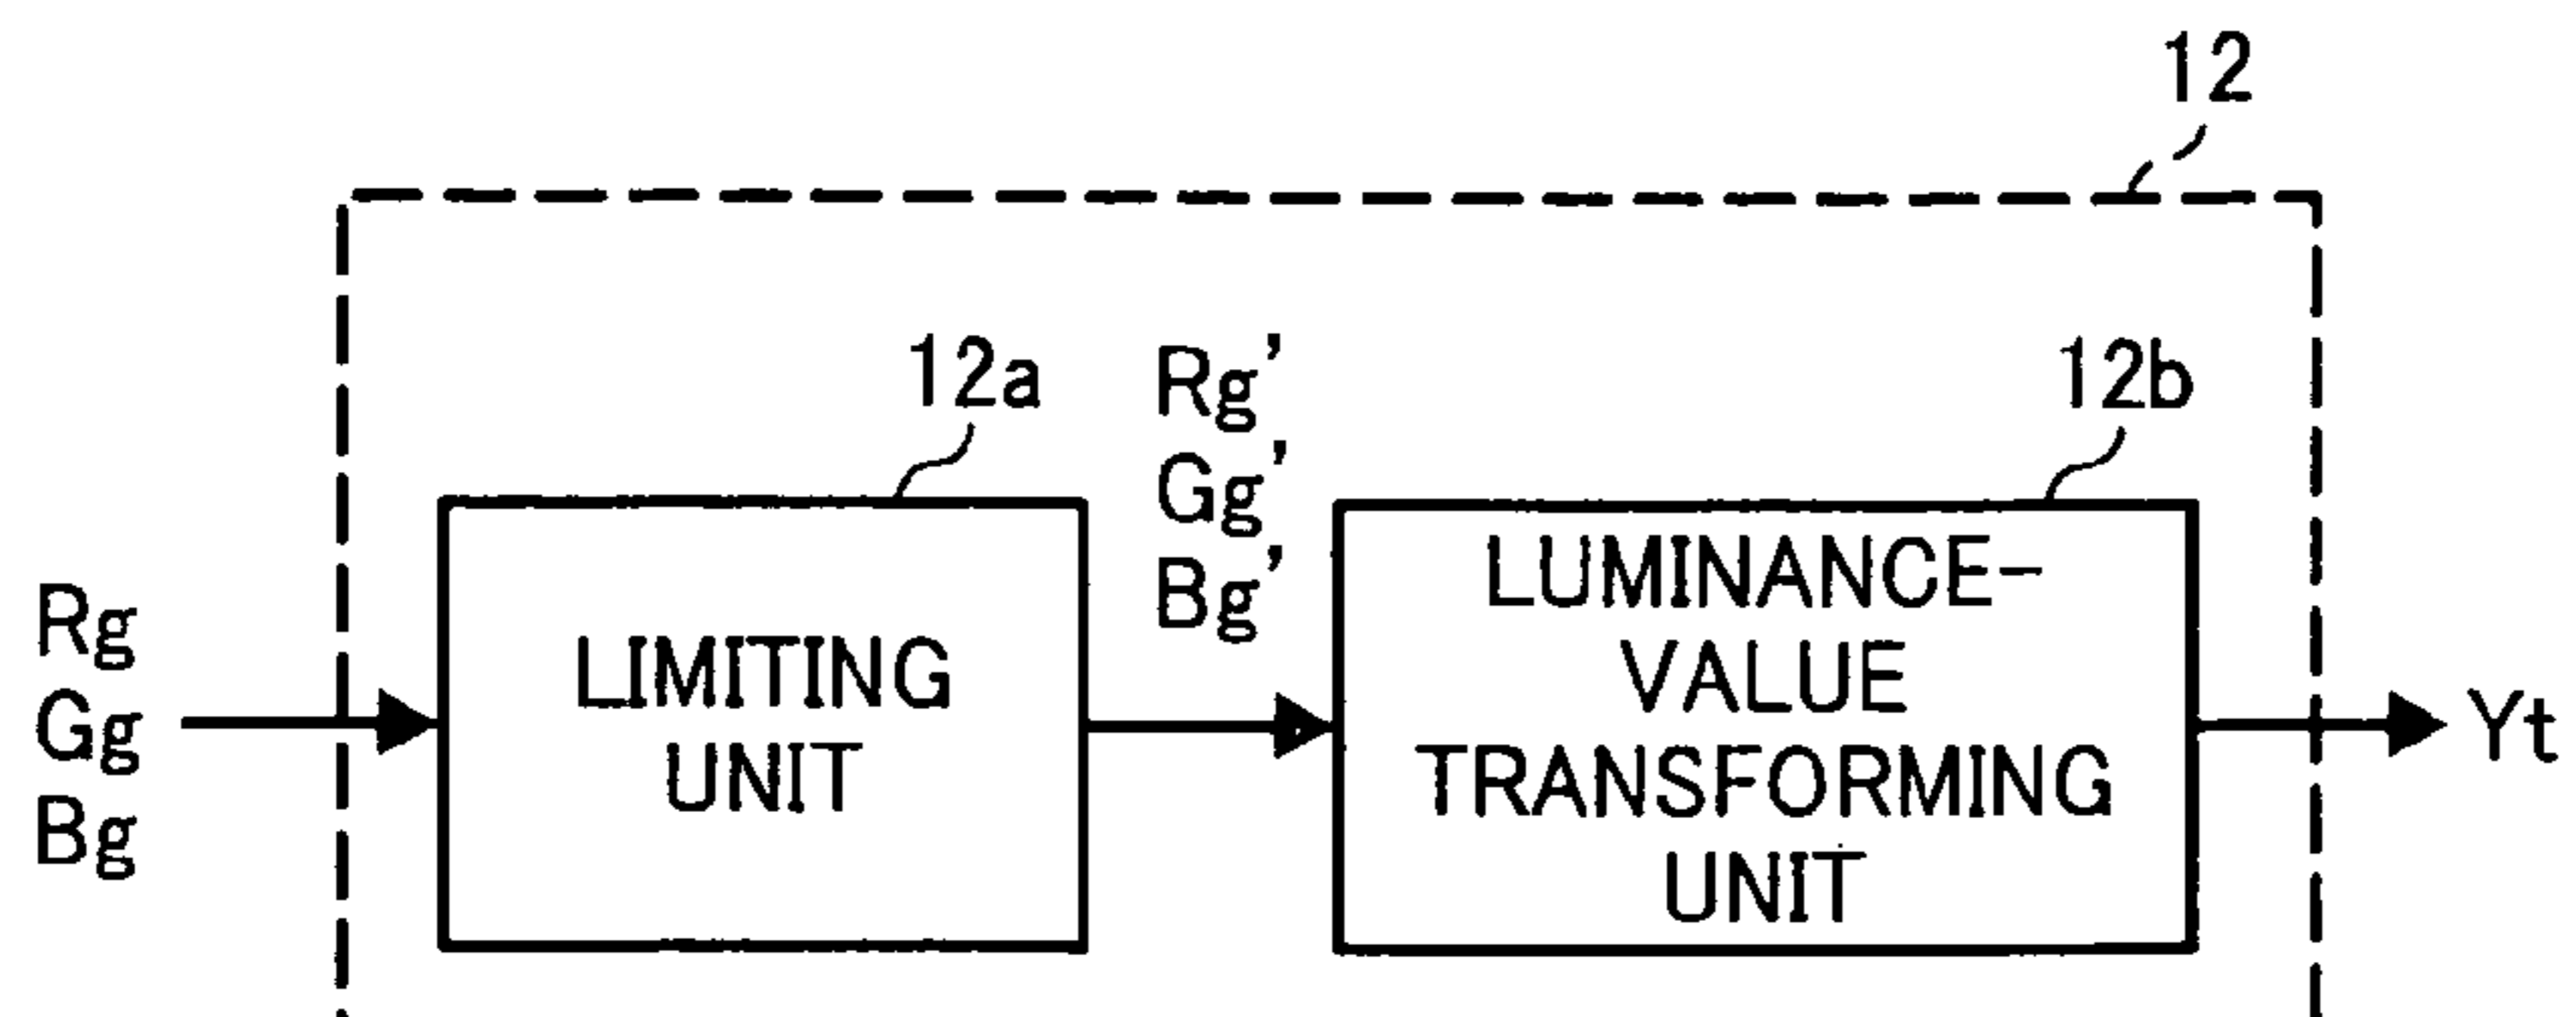 12
12a
12b
Rg
Gg
Bg
LIMITING
UNIT
Rg'
Gg'
Bg'
LUMINANCE-
VALUE
TRANSFORMING
UNIT
Yt